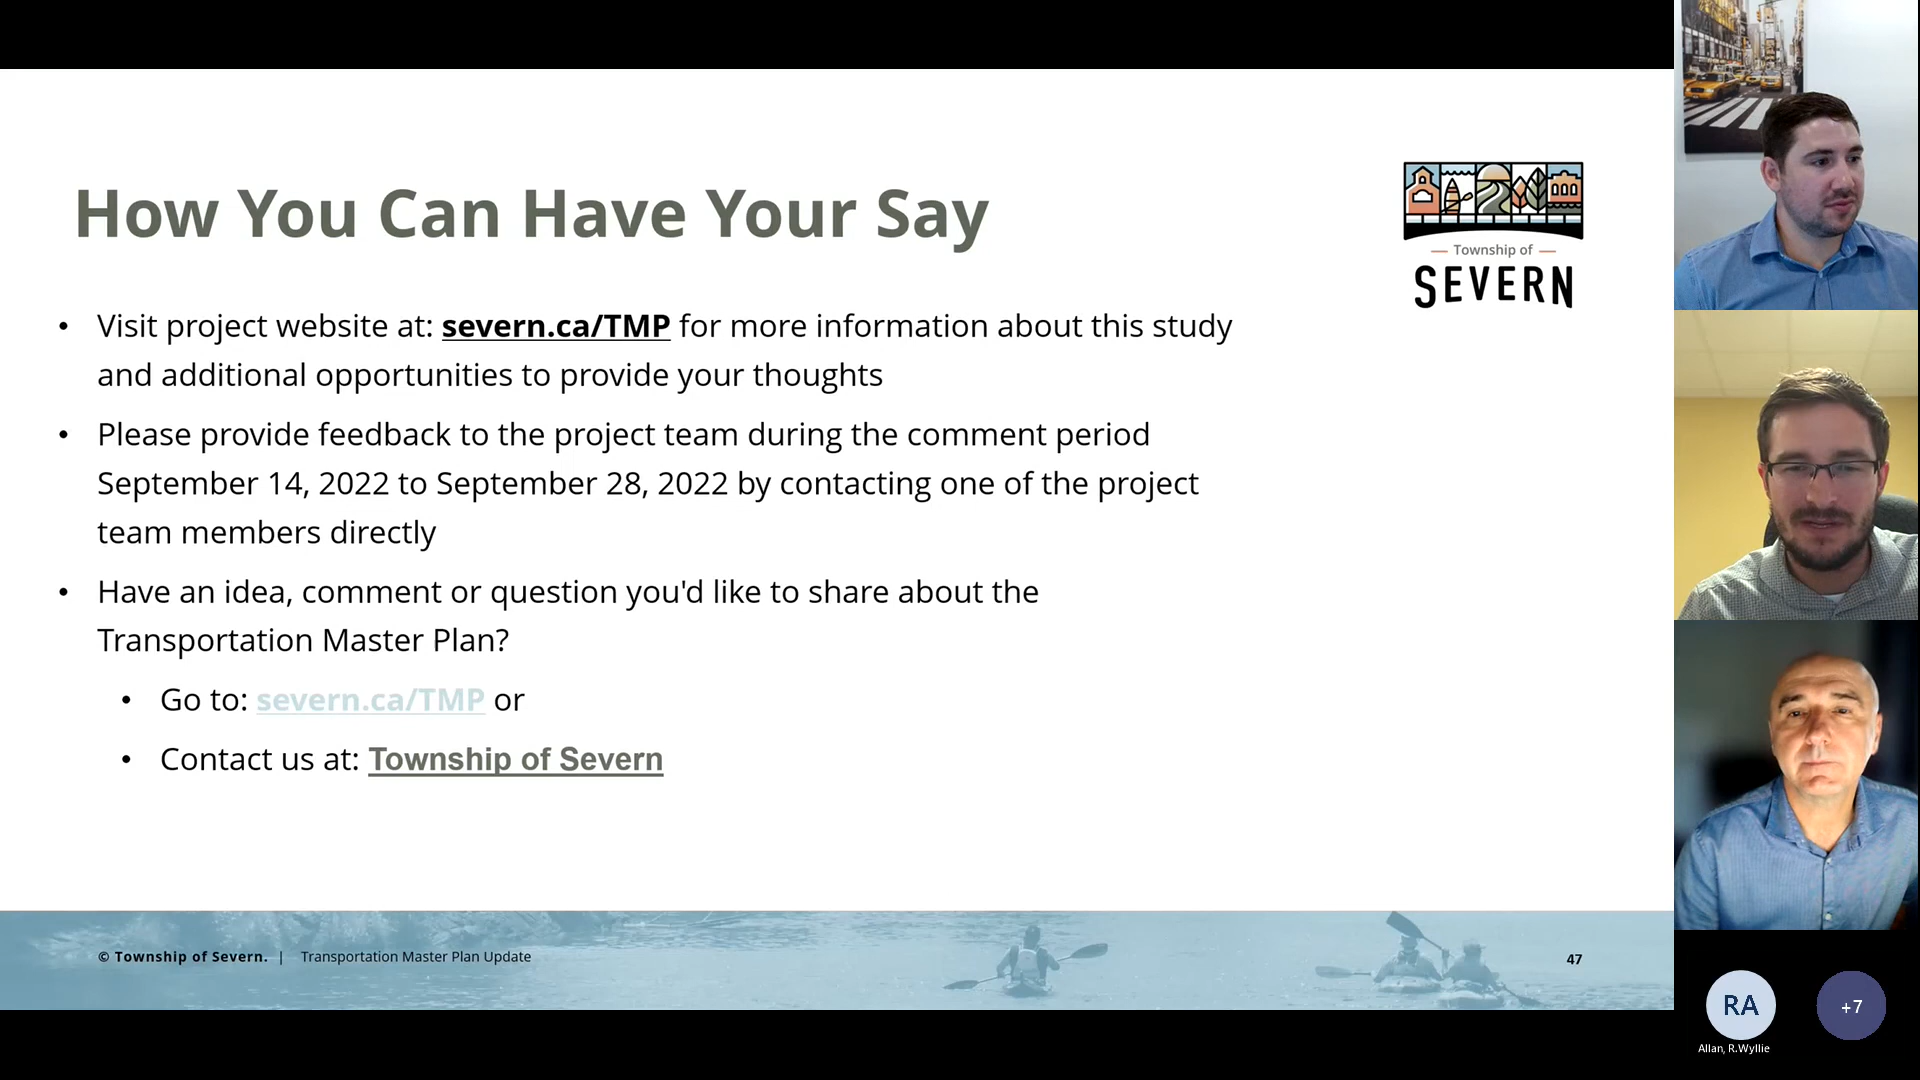 How You Can Have Your Say
Township of
SEVERN
• Visit project website at: severn.ca/TMP for more information about this study
and additional opportunities to provide your thoughts
• Please provide feedback to the project team during the comment period
September 14, 2022 to September 28, 2022 by contacting one of the project
team members directly
• Have an idea, comment or question you'd like to share about the
Transportation Master Plan?
• Go to: severn.ca/TMP or
• Contact us at: Township of Severn
© Township of Severn. | Transportation Master Plan Update
47
RA
+7
Allan, R.Wyllie